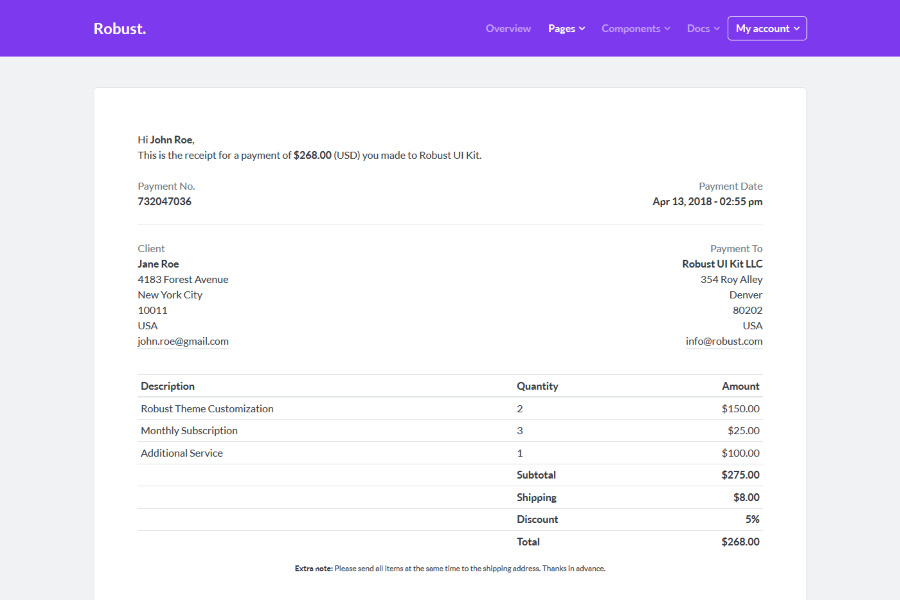 Robust.
Overview Pages Components Docs My account
Hi John Roe,
This is the receipt for a payment of $268.00 (USD) you made to Robust UI Kit.
Payment No. Payment Date
732047036 Apr 13, 2018 - 02:55 pm
Client Payment To
Jane Roe Robust UI Kit LLC
4183 Forest Avenue 354 Roy Alley
New York City Denver
10011 80202
USA USA
john.roe@gmail.com info@robust.com
Description Quantity Amount
Robust Theme Customization 2 $150.00
Monthly Subscription 3 $25.00
Additional Service 1 $100.00
Subtotal $275.00
Shipping $8.00
Discount 5%
Total $268.00
Extra note: Please send all items at the same time to the shipping address. Thanks in advance.